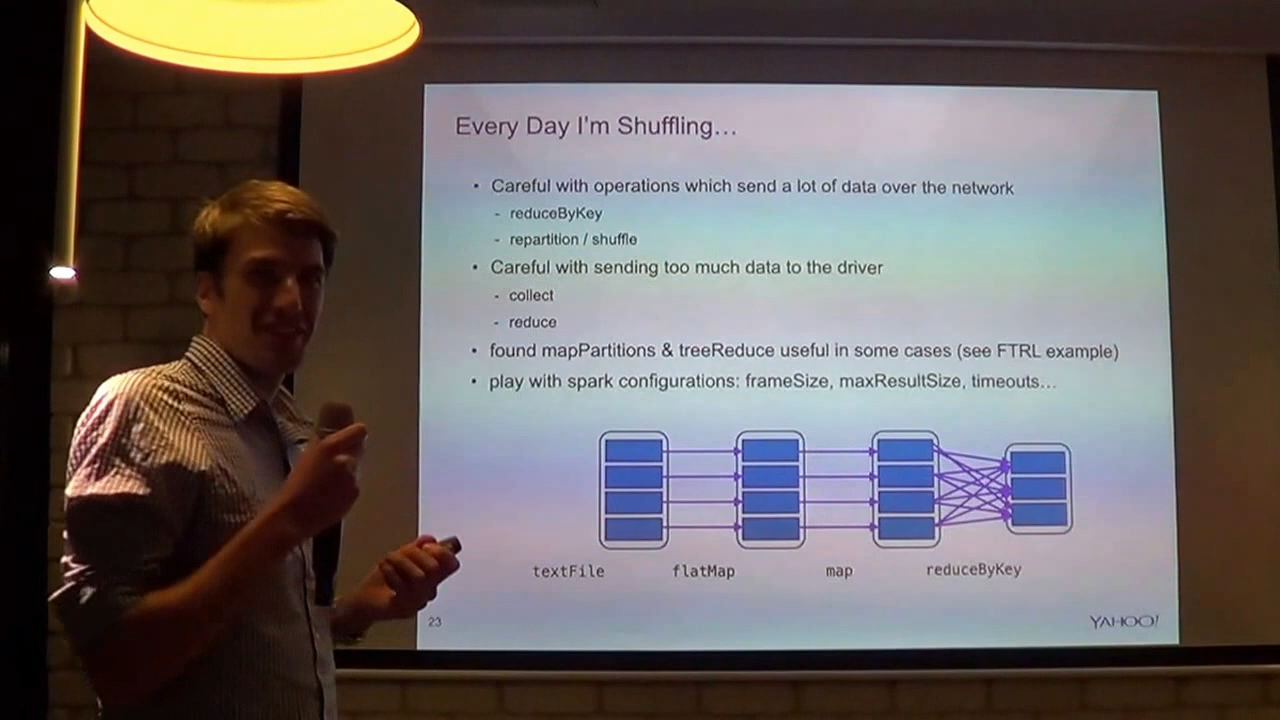 Every Day I'm Shuffling…
• Careful with operations which send a lot of data over the network
- reduceByKey
- repartition / shuffle
• Careful with sending too much data to the driver
- collect
- reduce
• found mapPartitions & treeReduce useful in some cases (see FTRL example)
• play with spark configurations: frameSize, maxResultSize, timeouts…
textFile flatMap map reduceByKey
23 YAHOO!